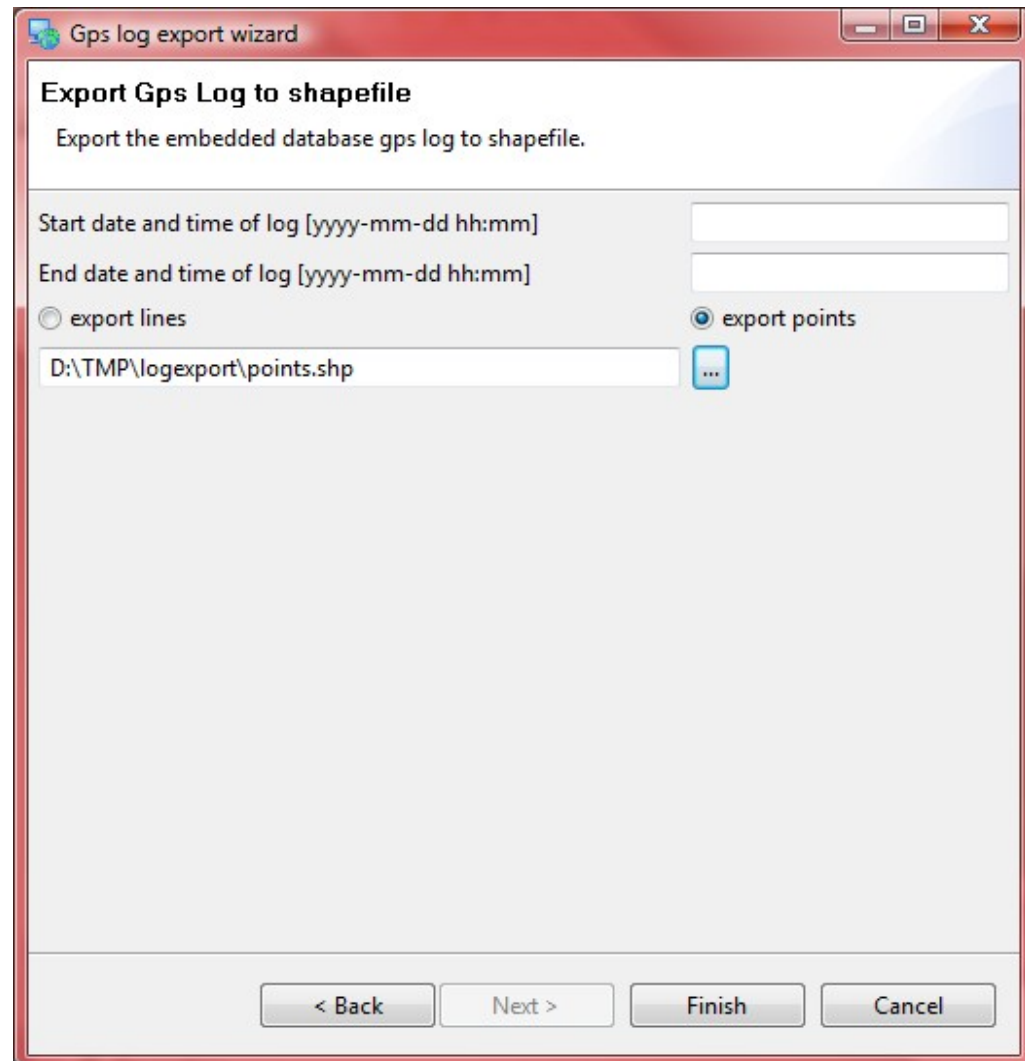 Gps log export wizard
Export Gps Log to shapefile
Export the embedded database gps log to shapefile.
Start date and time of log [yyyy-mm-dd hh:mm]
End date and time of log [yyyy-mm-dd hh:mm]
export lines export points
D:\TMP\logexport\points.shp ...
< Back Next > Finish Cancel